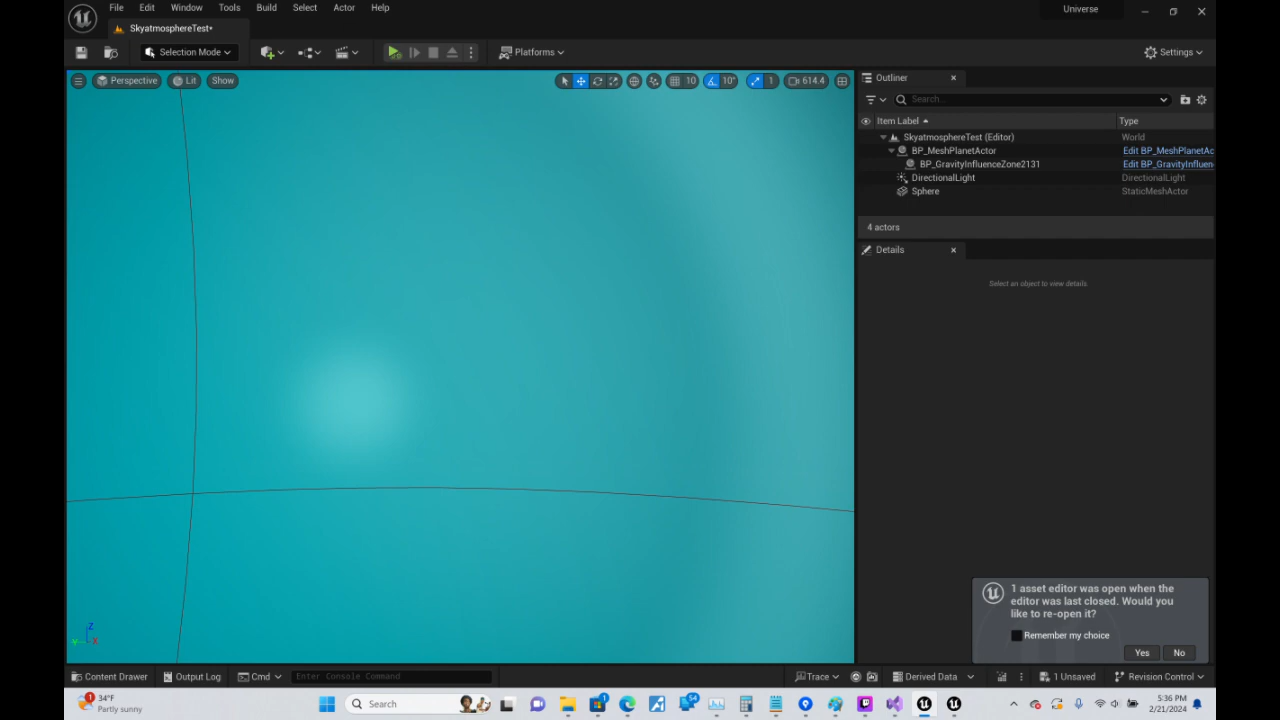 File Edit Window Tools Build Select Actor Help
Universe
SkyatmosphereTest*
Selection Mode
Platforms
Settings
Perspective Lit Show
10 10° 1 614.4
Outliner
Search...
Item Label Type
SkyatmosphereTest (Editor) World
BP_MeshPlanetActor Edit BP_MeshPlanetAc
BP_GravityInfluenceZone2131 Edit BP_GravityInfluen
DirectionalLight DirectionalLight
Sphere StaticMeshActor
4 actors
Details
Select an object to view details.
1 asset editor was open when the
editor was last closed. Would you
like to re-open it?
Remember my choice
Yes No
Z
Y X
Content Drawer Output Log Cmd Enter Console Command Trace Derived Data 1 Unsaved Revision Control
1 34°F
Partly sunny
Search
1
54
5:36 PM
2/21/2024